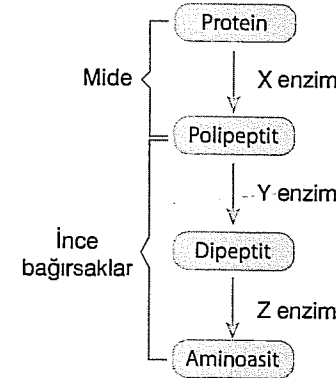 Protein
Mide
X enzim
Polipeptit
Y enzim
İnce
bağırsaklar
Dipeptit
Z enzim
Aminoasit